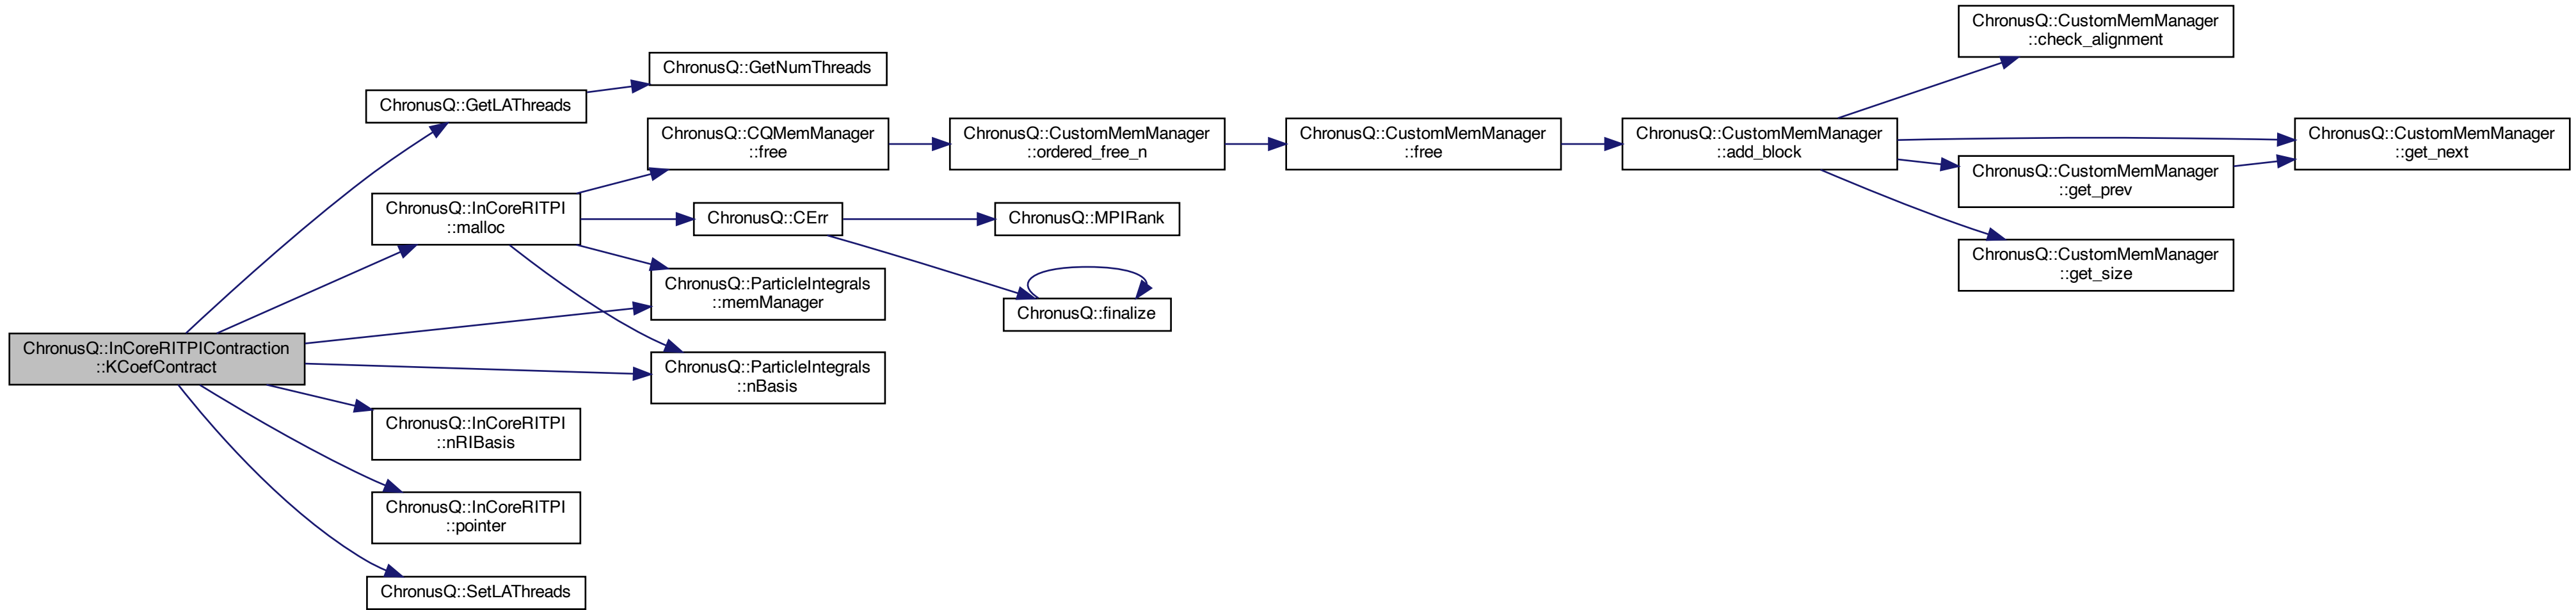 ChronusQ::InCoreRITPIContraction
::KCoefContract
ChronusQ::GetLAThreads
ChronusQ::GetNumThreads
ChronusQ::InCoreRITPI
::malloc
ChronusQ::CQMemManager
::free
ChronusQ::CustomMemManager
::ordered_free_n
ChronusQ::CustomMemManager
::free
ChronusQ::CustomMemManager
::add_block
ChronusQ::CustomMemManager
::check_alignment
ChronusQ::CustomMemManager
::get_next
ChronusQ::CustomMemManager
::get_prev
ChronusQ::CustomMemManager
::get_size
ChronusQ::CErr
ChronusQ::MPIRank
ChronusQ::finalize
ChronusQ::ParticleIntegrals
::memManager
ChronusQ::ParticleIntegrals
::nBasis
ChronusQ::InCoreRITPI
::nRIBasis
ChronusQ::InCoreRITPI
::pointer
ChronusQ::SetLAThreads